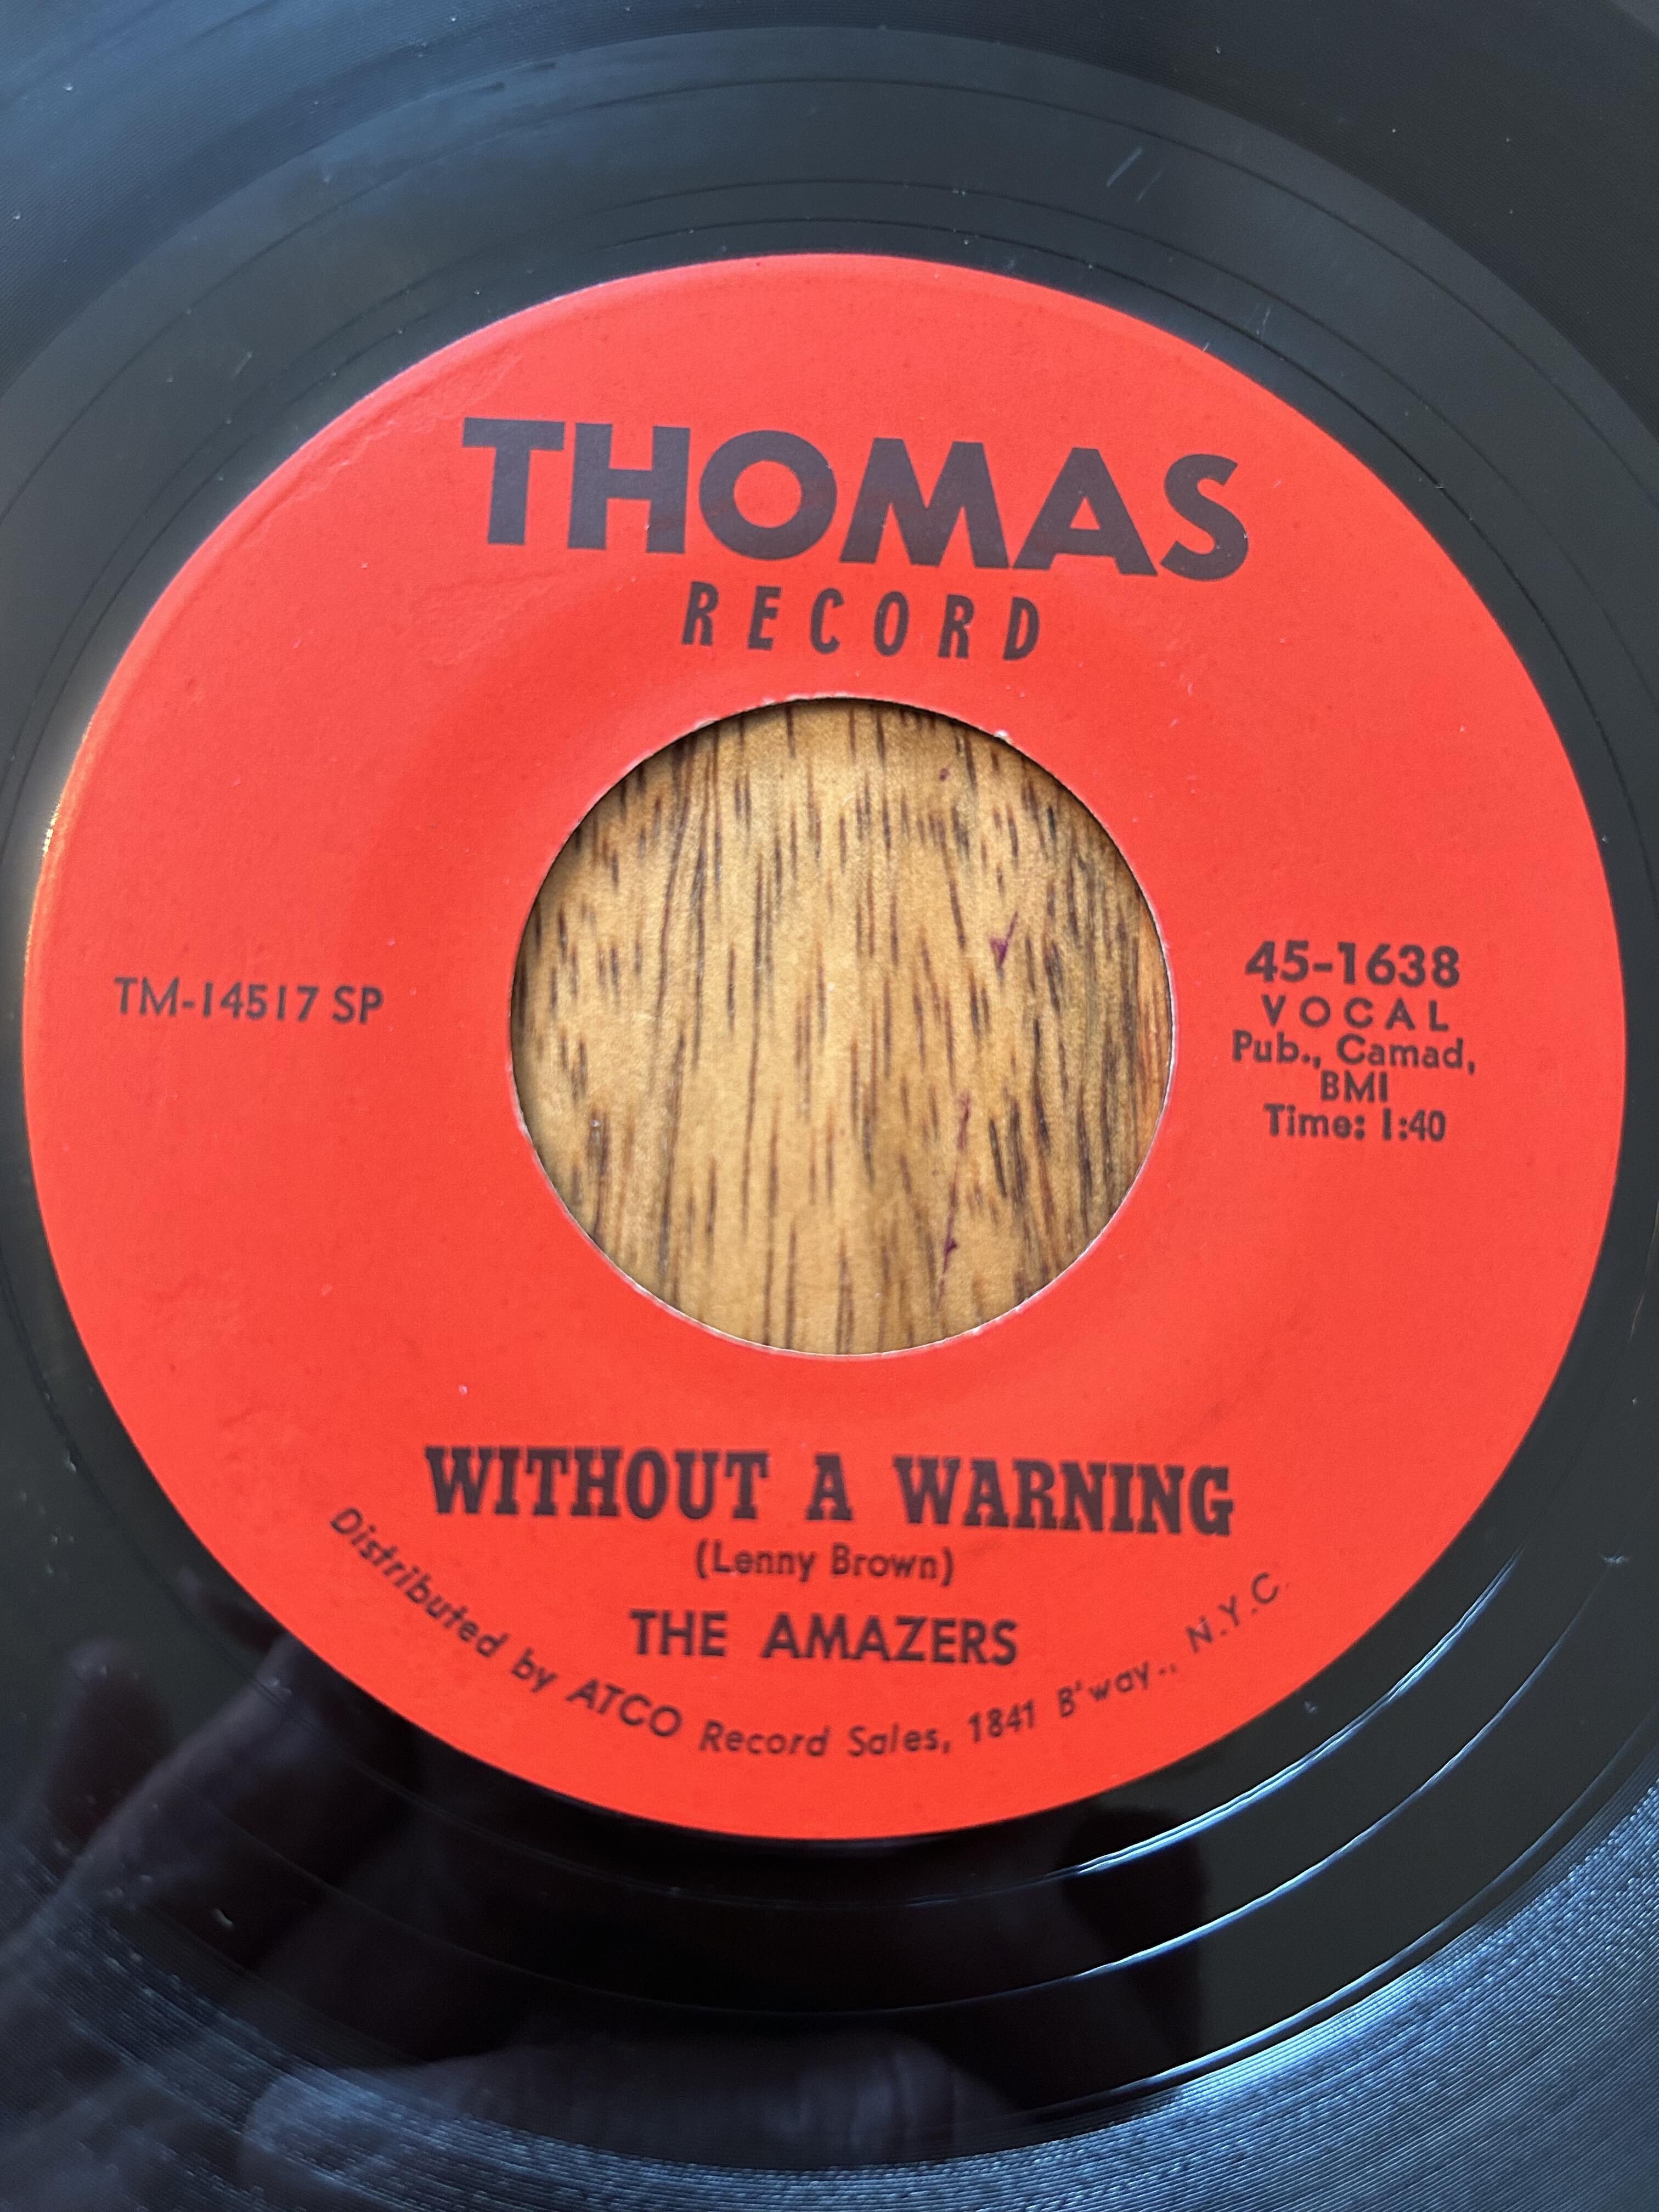 THOMAS
RECORD
TM-14517 SP
45-1638
VOCAL
Pub., Camad,
BMI
Time: 1:40
WITHOUT A WARNING
(Lenny Brown)
THE AMAZERS
Distributed by ATCO Record Sales, 1841 B'way., N.Y.C.